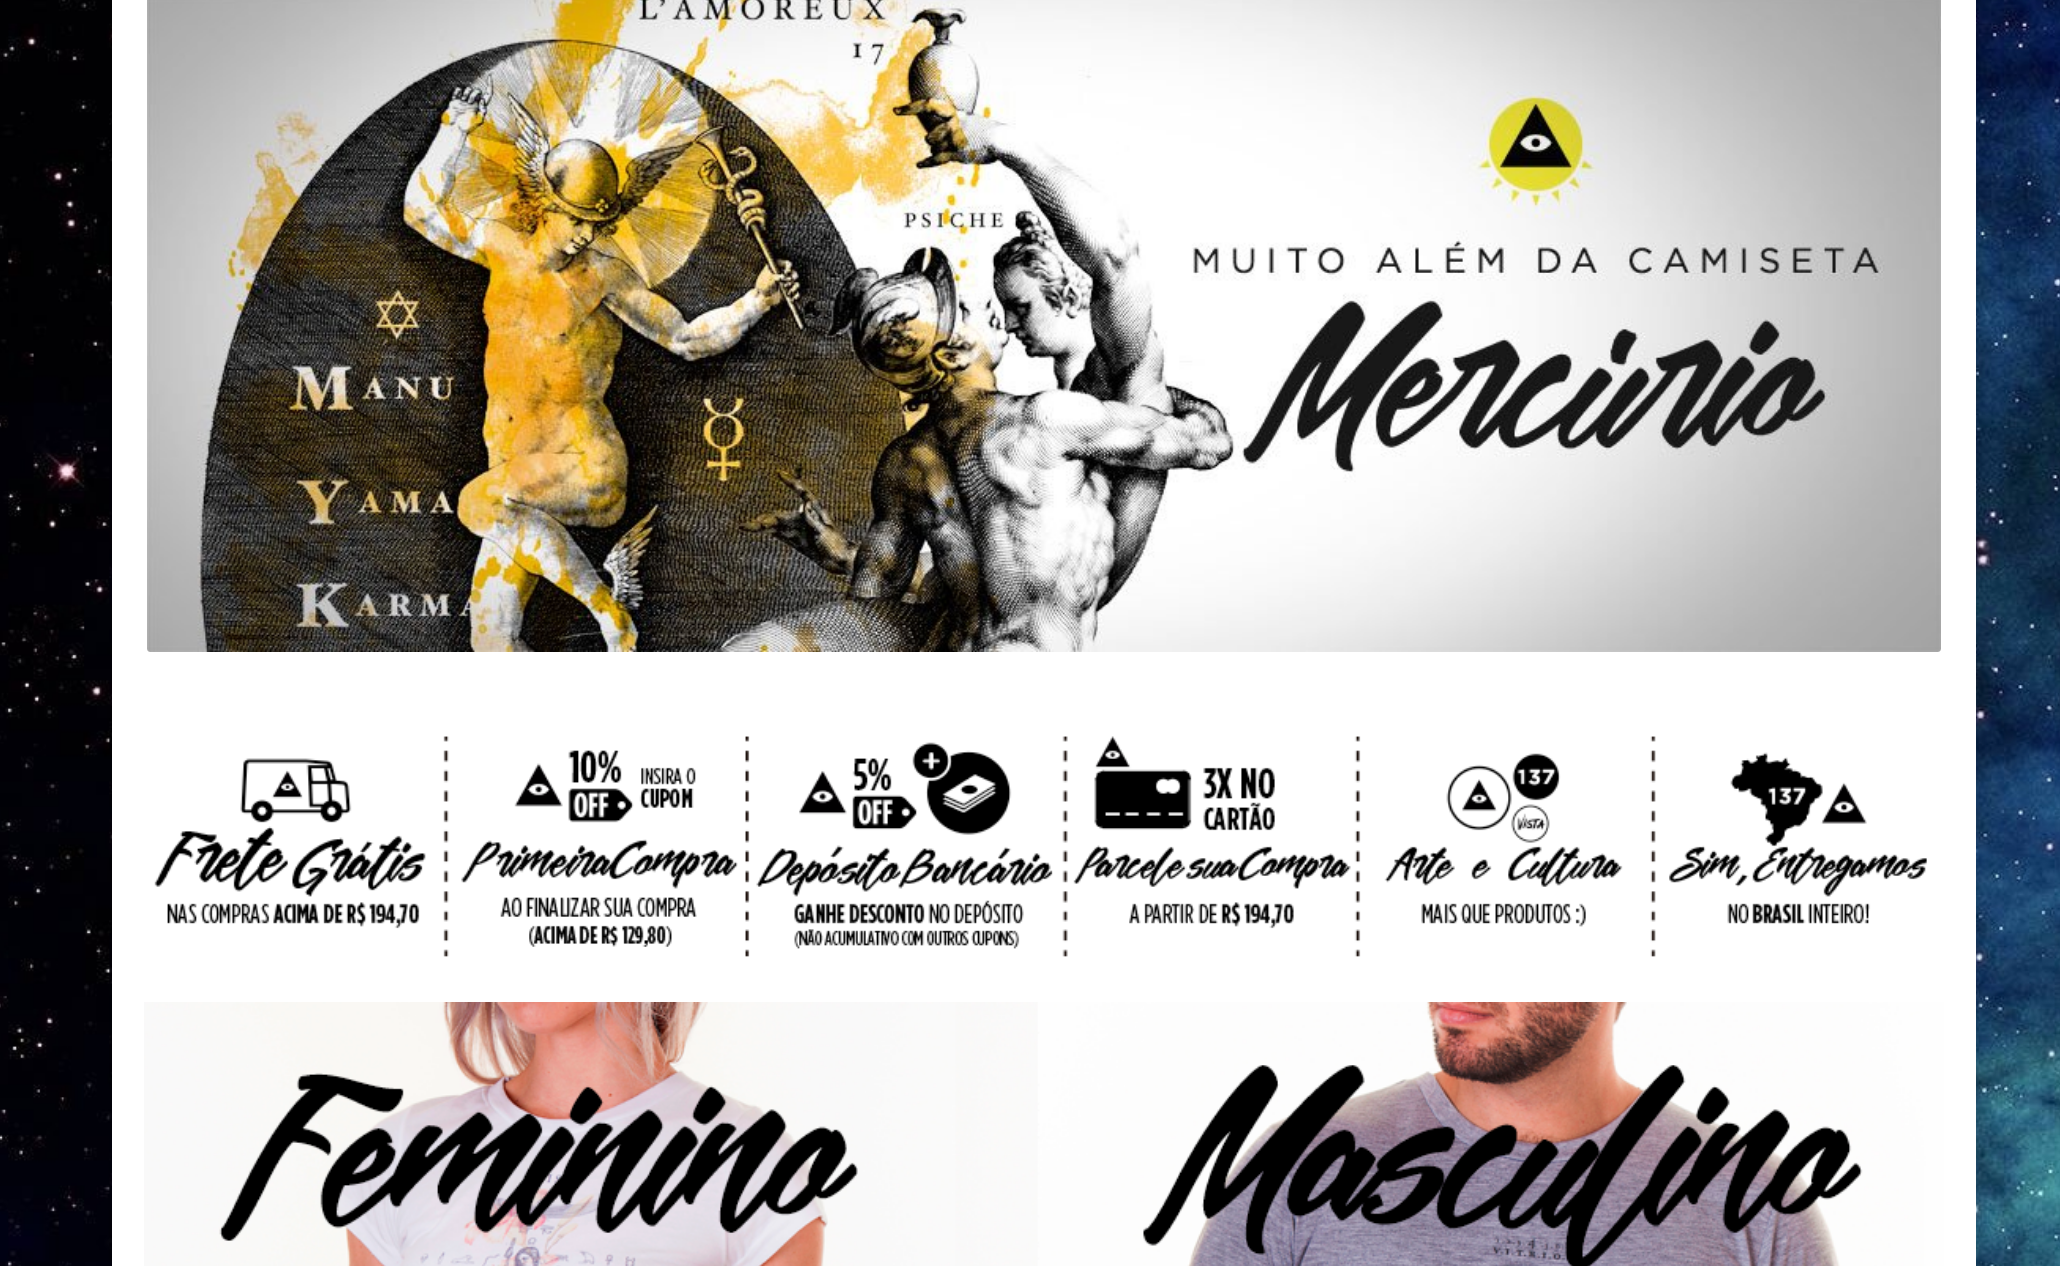 L'AMOREUX
17
PSICHE
MANU
YAMA
KARMA
MUITO ALÉM DA CAMISETA
Mercúrio
Frete Grátis
NAS COMPRAS ACIMA DE R$ 194,70
10%
OFF
INSIRA O
CUPOM
Primeira Compra
AO FINALIZAR SUA COMPRA
(ACIMA DE R$ 129,80)
5%
OFF
Depósito Bancário
GANHE DESCONTO NO DEPÓSITO
(NÃO ACUMULATIVO COM OUTROS CUPONS)
3X NO
CARTÃO
Parcele sua Compra
A PARTIR DE R$ 194,70
137
VISTA
Arte e Cultura
MAIS QUE PRODUTOS :)
137
Sim, Entregamos
NO BRASIL INTEIRO!
Feminino
Masculino
V.I.T.R.I.O.